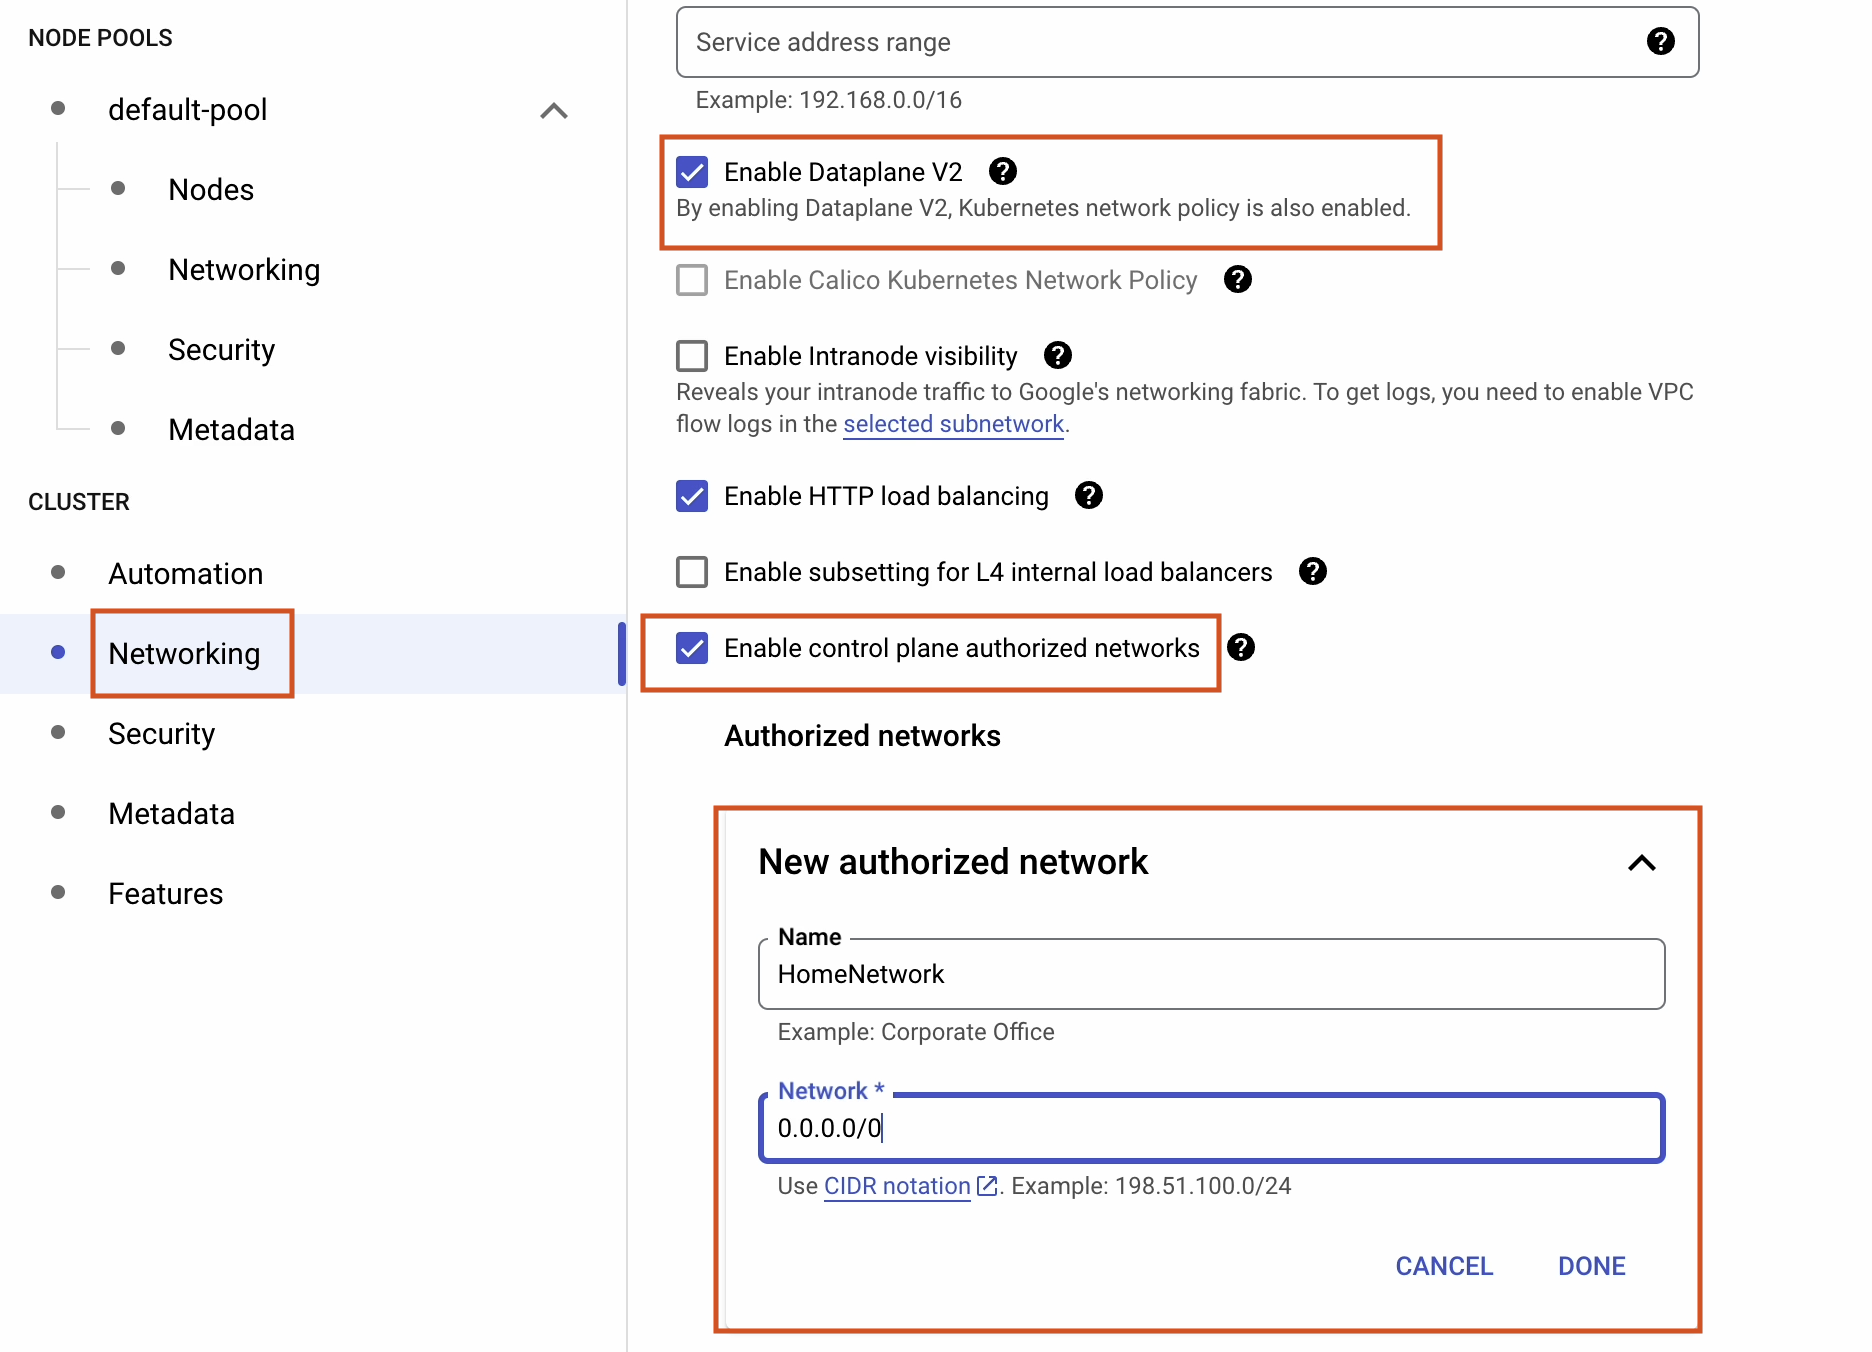 NODE POOLS
default-pool
Nodes
Networking
Security
Metadata
CLUSTER
Automation
Networking
Security
Metadata
Features
Service address range
Example: 192.168.0.0/16
Enable Dataplane V2
By enabling Dataplane V2, Kubernetes network policy is also enabled.
Enable Calico Kubernetes Network Policy
Enable Intranode visibility
Reveals your intranode traffic to Google's networking fabric. To get logs, you need to enable VPC
flow logs in the selected subnetwork.
Enable HTTP load balancing
Enable subsetting for L4 internal load balancers
Enable control plane authorized networks
Authorized networks
New authorized network
Name
HomeNetwork
Example: Corporate Office
Network *
0.0.0.0/0
Use CIDR notation. Example: 198.51.100.0/24
CANCEL DONE